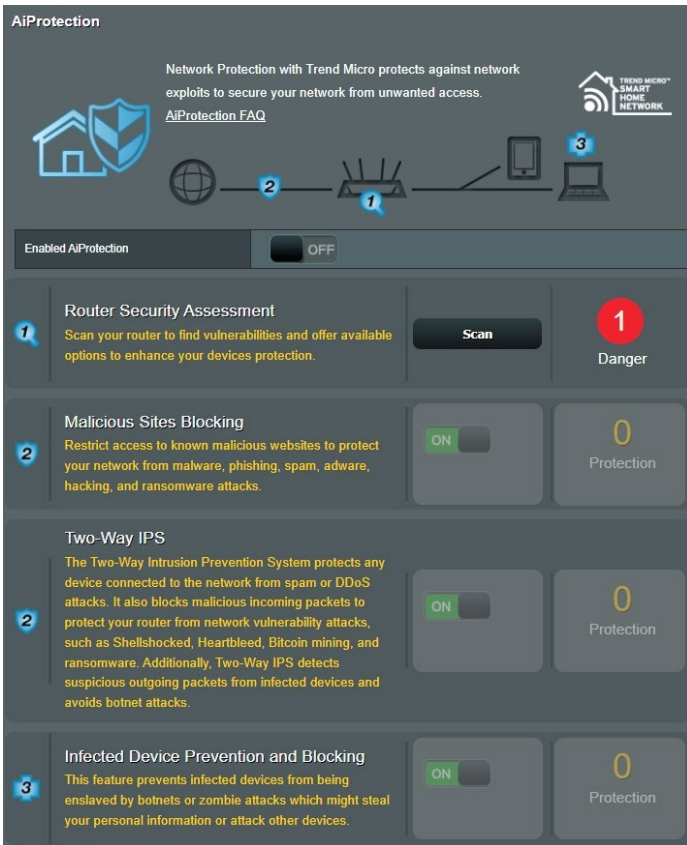 AiProtection
Network Protection with Trend Micro protects against network
exploits to secure your network from unwanted access.
AiProtection FAQ
TREND MICRO™
SMART
HOME
NETWORK
3
2
1
Enabled AiProtection
OFF
1
Router Security Assessment
Scan your router to find vulnerabilities and offer available
options to enhance your devices protection.
Scan
1
Danger
2
Malicious Sites Blocking
Restrict access to known malicious websites to protect
your network from malware, phishing, spam, adware,
hacking, and ransomware attacks.
ON
0
Protection
2
Two-Way IPS
The Two-Way Intrusion Prevention System protects any
device connected to the network from spam or DDoS
attacks. It also blocks malicious incoming packets to
protect your router from network vulnerability attacks,
such as Shellshocked, Heartbleed, Bitcoin mining, and
ransomware. Additionally, Two-Way IPS detects
suspicious outgoing packets from infected devices and
avoids botnet attacks.
ON
0
Protection
3
Infected Device Prevention and Blocking
This feature prevents infected devices from being
enslaved by botnets or zombie attacks which might steal
your personal information or attack other devices.
ON
0
Protection